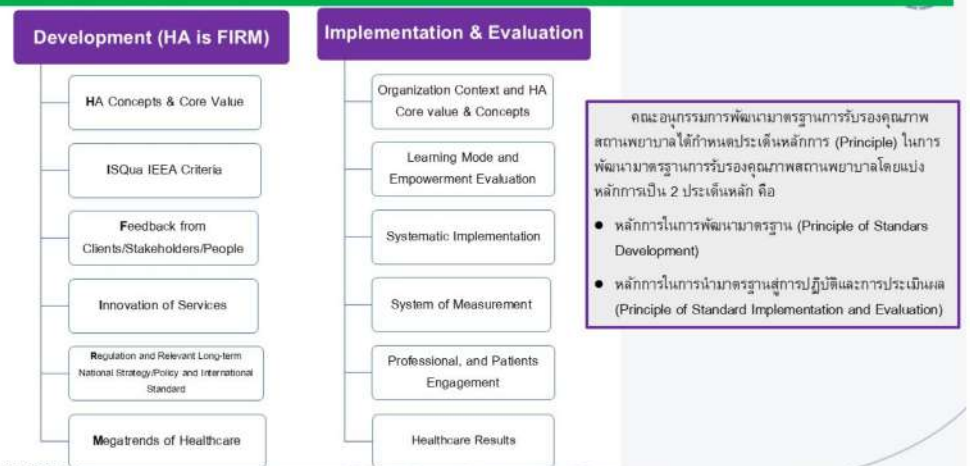 Development (HA is FIRM)
HA Concepts & Core Value
ISQua IEEA Criteria
Feedback from
Clients/Stakeholders/People
Innovation of Services
Regulation and Relevant Long-term
National Strategy/Policy and International
Standard
Megatrends of Healthcare
Implementation & Evaluation
Organization Context and HA
Core value & Concepts
Learning Mode and
Empowerment Evaluation
Systematic Implementation
System of Measurement
Professional, and Patients
Engagement
Healthcare Results
คณะอนุกรรมการพัฒนามาตรฐานการรับรองคุณภาพ
สถานพยาบาลได้กำหนดประเด็นหลักการ (Principle) ในการ
พัฒนามาตรฐานการรับรองคุณภาพสถานพยาบาลโดยแบ่ง
หลักการเป็น 2 ประเด็นหลัก คือ
● หลักการในการพัฒนามาตรฐาน (Principle of Standars
Development)
● หลักการในการนำมาตรฐานสู่การปฏิบัติและการประเมินผล
(Principle of Standard Implementation and Evaluation)